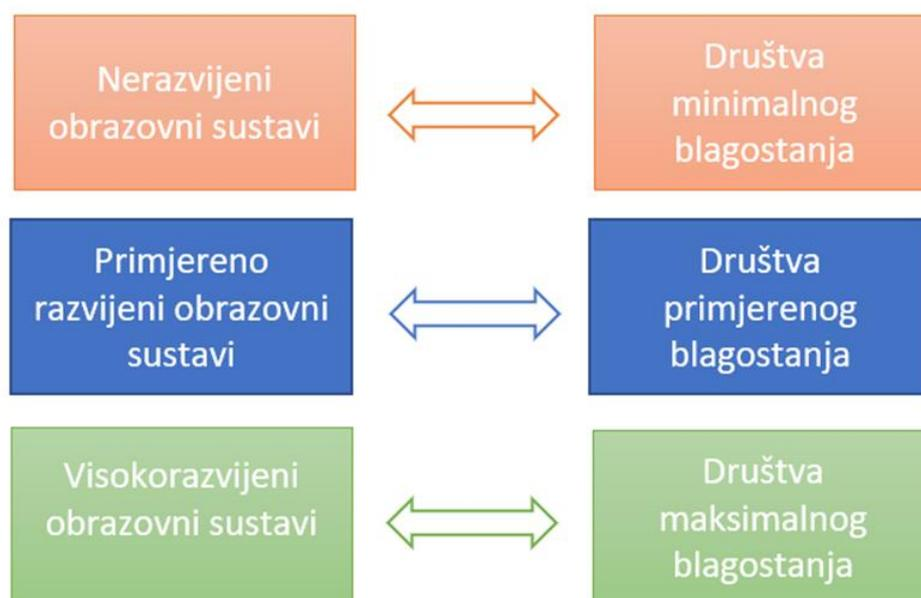 Nerazvijeni
obrazovni sustavi
Društva
minimalnog
blagostanja
Primjereno
razvijeni obrazovni
sustavi
Društva
primjerenog
blagostanja
Visokorazvijeni
obrazovni sustavi
Društva
maksimalnog
blagostanja